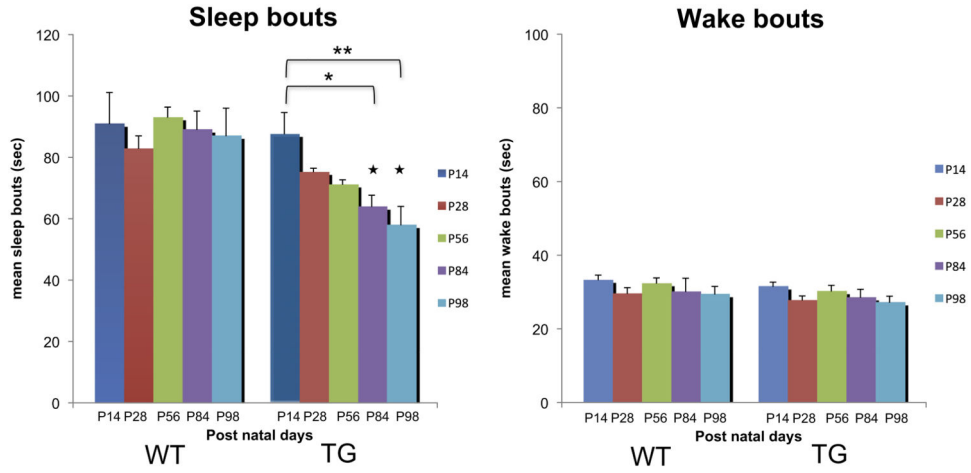 Sleep bouts
120
100
80
60
40
20
0
mean sleep bouts (sec)
**
*
★ ★
P14
P28
P56
P84
P98
P14 P28 P56 P84 P98 P14 P28 P56 P84 P98
Post natal days
WT TG
Wake bouts
100
80
60
40
20
0
mean wake bouts (sec)
P14
P28
P56
P84
P98
P14 P28 P56 P84 P98 P14 P28 P56 P84 P98
Post natal days
WT TG